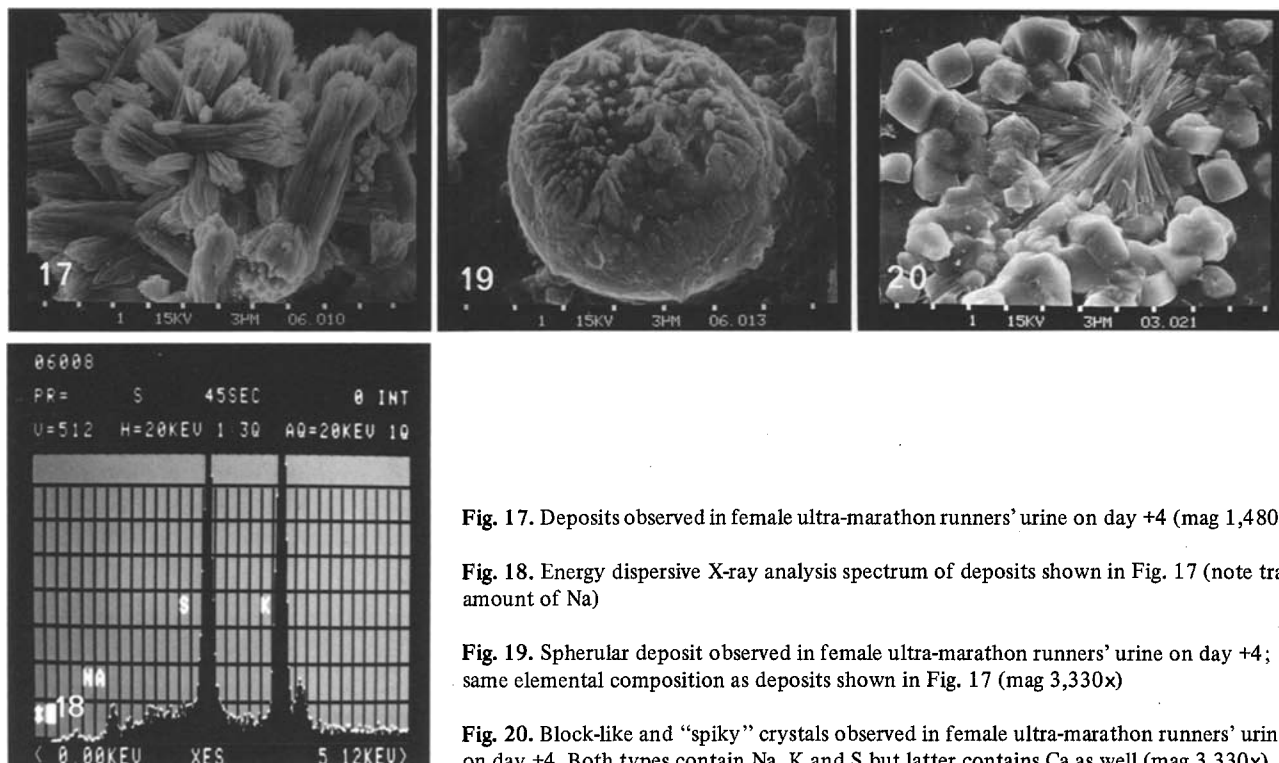 17
1 15KV 3µM 06.010
19
1 15KV 3µM 06.013
20
1 15KV 3µM 03.021
06008
PR= S 45SEC 0 INT
V=512 H=20KEV 1 3Q AQ=20KEV 1Q
S K
NA
18
< 0.00KEV XES 5.12KEV>
Fig. 17. Deposits observed in female ultra-marathon runners' urine on day +4 (mag 1,480
Fig. 18. Energy dispersive X-ray analysis spectrum of deposits shown in Fig. 17 (note tra
amount of Na)
Fig. 19. Spherular deposit observed in female ultra-marathon runners' urine on day +4;
same elemental composition as deposits shown in Fig. 17 (mag 3,330x)
Fig. 20. Block-like and "spiky" crystals observed in female ultra-marathon runners' urin
on day +4. Both types contain Na, K and S but latter contains Ca as well (mag 3,330x)